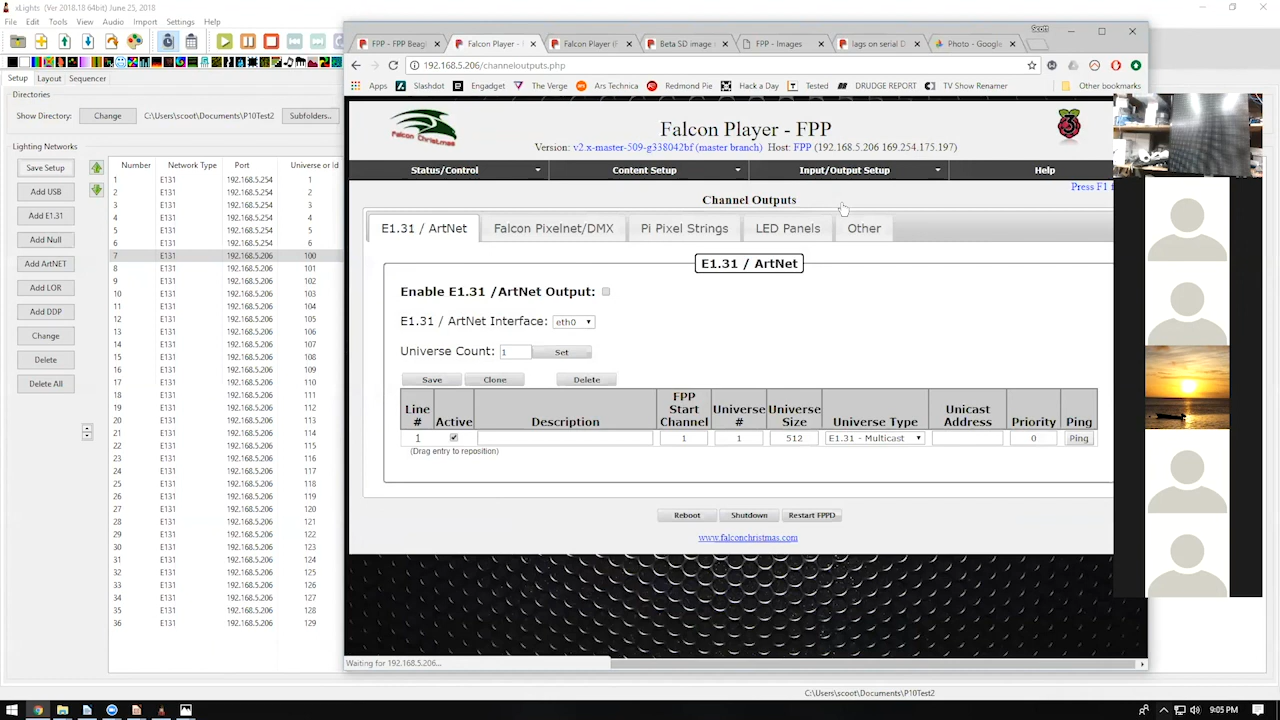 xLights (Ver 2018.18 64bit) June 25, 2018
File Edit Tools View Audio Import Settings Help
Setup Layout Sequencer
Directories
Show Directory: Change C:\Users\scoot\Documents\P10Test2 Subfolders..
Lighting Networks
Save Setup
Add USB
Add E1.31
Add Null
Add ArtNET
Add LOR
Add DDP
Change
Delete
Delete All
Number Network Type Port Universe or Id
1 E131 192.168.5.254 1
2 E131 192.168.5.254 2
3 E131 192.168.5.254 3
4 E131 192.168.5.254 4
5 E131 192.168.5.254 5
6 E131 192.168.5.254 6
7 E131 192.168.5.206 100
8 E131 192.168.5.206 101
9 E131 192.168.5.206 102
10 E131 192.168.5.206 103
11 E131 192.168.5.206 104
12 E131 192.168.5.206 105
13 E131 192.168.5.206 106
14 E131 192.168.5.206 107
15 E131 192.168.5.206 108
16 E131 192.168.5.206 109
17 E131 192.168.5.206 110
18 E131 192.168.5.206 111
19 E131 192.168.5.206 112
20 E131 192.168.5.206 113
21 E131 192.168.5.206 114
22 E131 192.168.5.206 115
23 E131 192.168.5.206 116
24 E131 192.168.5.206 117
25 E131 192.168.5.206 118
26 E131 192.168.5.206 119
27 E131 192.168.5.206 120
28 E131 192.168.5.206 121
29 E131 192.168.5.206 122
30 E131 192.168.5.206 123
31 E131 192.168.5.206 124
32 E131 192.168.5.206 125
33 E131 192.168.5.206 126
34 E131 192.168.5.206 127
35 E131 192.168.5.206 128
36 E131 192.168.5.206 129
Scott
FPP - FPP Beag Falcon Player - Falcon Player (F Beta SD image FPP - Images lags on serial D Photo - Google
192.168.5.206/channeloutputs.php
Apps Slashdot Engadget The Verge Ars Technica Redmond Pie Hack a Day Tested DRUDGE REPORT TV Show Renamer Other bookmarks
Falcon Christmas
Falcon Player - FPP
Version: v2.x-master-509-g338042bf (master branch) Host: FPP (192.168.5.206 169.254.175.197)
Status/Control Content Setup Input/Output Setup Help
Press F1 f
Channel Outputs
E1.31 / ArtNet Falcon Pixelnet/DMX Pi Pixel Strings LED Panels Other
E1.31 / ArtNet
Enable E1.31 /ArtNet Output:
E1.31 / ArtNet Interface: eth0
Universe Count: 1 Set
Save Clone Delete
Line # Active Description FPP Start Channel Universe # Universe Size Universe Type Unicast Address Priority Ping
1 1 1 512 E1.31 - Multicast 0 Ping
(Drag entry to reposition)
Reboot Shutdown Restart FPPD
www.falconchristmas.com
Waiting for 192.168.5.206...
C:\Users\scoot\Documents\P10Test2
9:05 PM